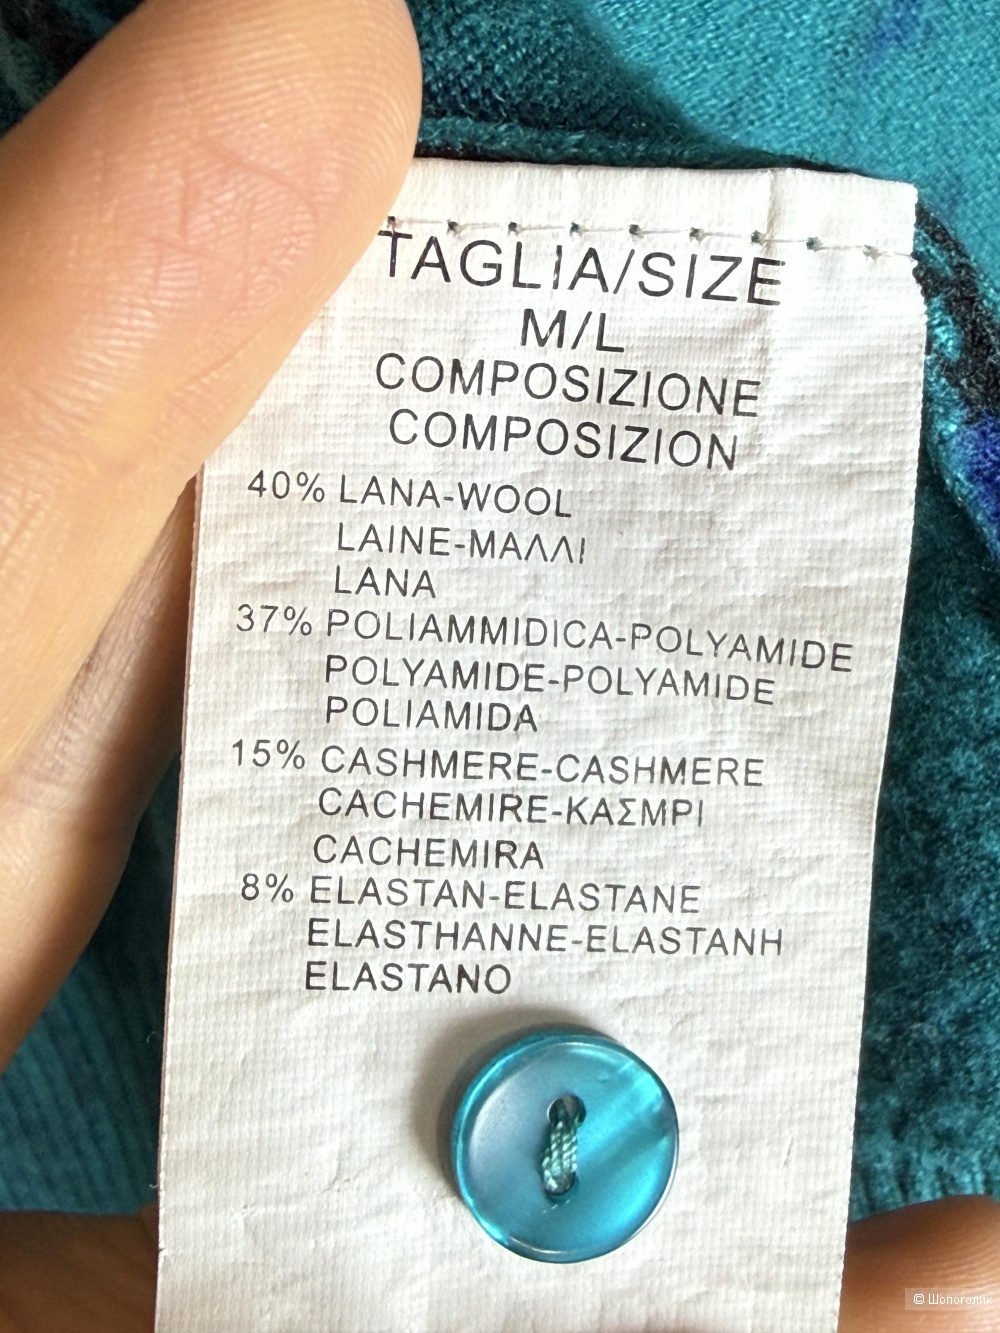 TAGLIA/SIZE
M/L
COMPOSIZIONE
COMPOSIZION
40% LANA-WOOL
LAINE-ΜΑΛΛΙ
LANA
37% POLIAMMIDICA-POLYAMIDE
POLYAMIDE-POLYAMIDE
POLIAMIDA
15% CASHMERE-CASHMERE
CACHEMIRE-ΚΑΣΜΡΙ
CACHEMIRA
8% ELASTAN-ELASTANE
ELASTHANNE-ELASTANH
ELASTANO
© Шопоголик